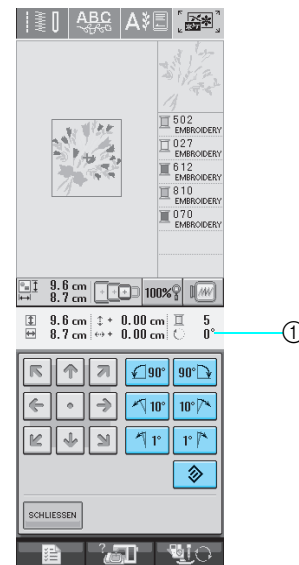 ABC A
502
EMBROIDERY
027
EMBROIDERY
612
EMBROIDERY
810
EMBROIDERY
070
EMBROIDERY
9.6 cm
8.7 cm
100%
9.6 cm 0.00 cm 5
8.7 cm 0.00 cm 0°
1
90° 90°
10° 10°
1° 1°
SCHLIESSEN
?